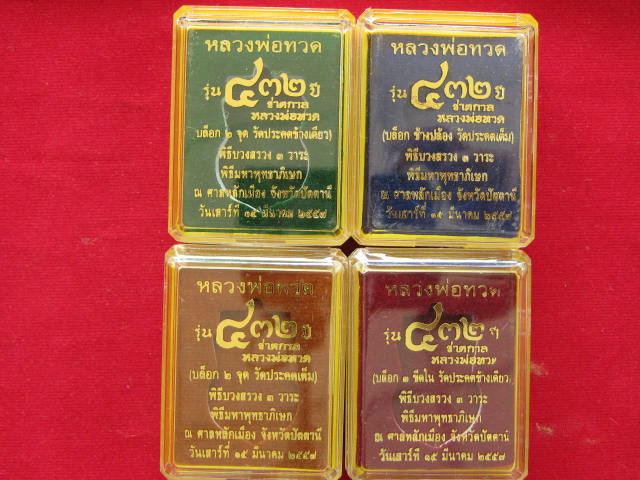 หลวงพ่อทวด
รุ่น ๔๓๒ ปี
ชาตกาล
หลวงพ่อทวด
(บล็อก ๒ จุด รัดประคตข้างเดียว)
พิธีบวงสรวง ๓ วาระ
พิธีมหาพุทธาภิเษก
ณ ศาลหลักเมือง จังหวัดปัตตานี
วันเสาร์ที่ ๑๕ มีนาคม ๒๕๕๗
หลวงพ่อทวด
รุ่น ๔๓๒ ปี
ชาตกาล
หลวงพ่อทวด
(บล็อก ช้างปล้อง รัดประคตเต็ม)
พิธีบวงสรวง ๓ วาระ
พิธีมหาพุทธาภิเษก
ณ ศาลหลักเมือง จังหวัดปัตตานี
วันเสาร์ที่ ๑๕ มีนาคม ๒๕๕๗
หลวงพ่อทวด
รุ่น ๔๓๒ ปี
ชาตกาล
หลวงพ่อทวด
(บล็อก ๒ จุด รัดประคตเต็ม)
พิธีบวงสรวง ๓ วาระ
พิธีมหาพุทธาภิเษก
ณ ศาลหลักเมือง จังหวัดปัตตานี
วันเสาร์ที่ ๑๕ มีนาคม ๒๕๕๗
หลวงพ่อทวด
รุ่น ๔๓๒ ปี
ชาตกาล
หลวงพ่อทวด
(บล็อก ๓ ขีดใน รัดประคตข้างเดียว)
พิธีบวงสรวง ๓ วาระ
พิธีมหาพุทธาภิเษก
ณ ศาลหลักเมือง จังหวัดปัตตานี
วันเสาร์ที่ ๑๕ มีนาคม ๒๕๕๗